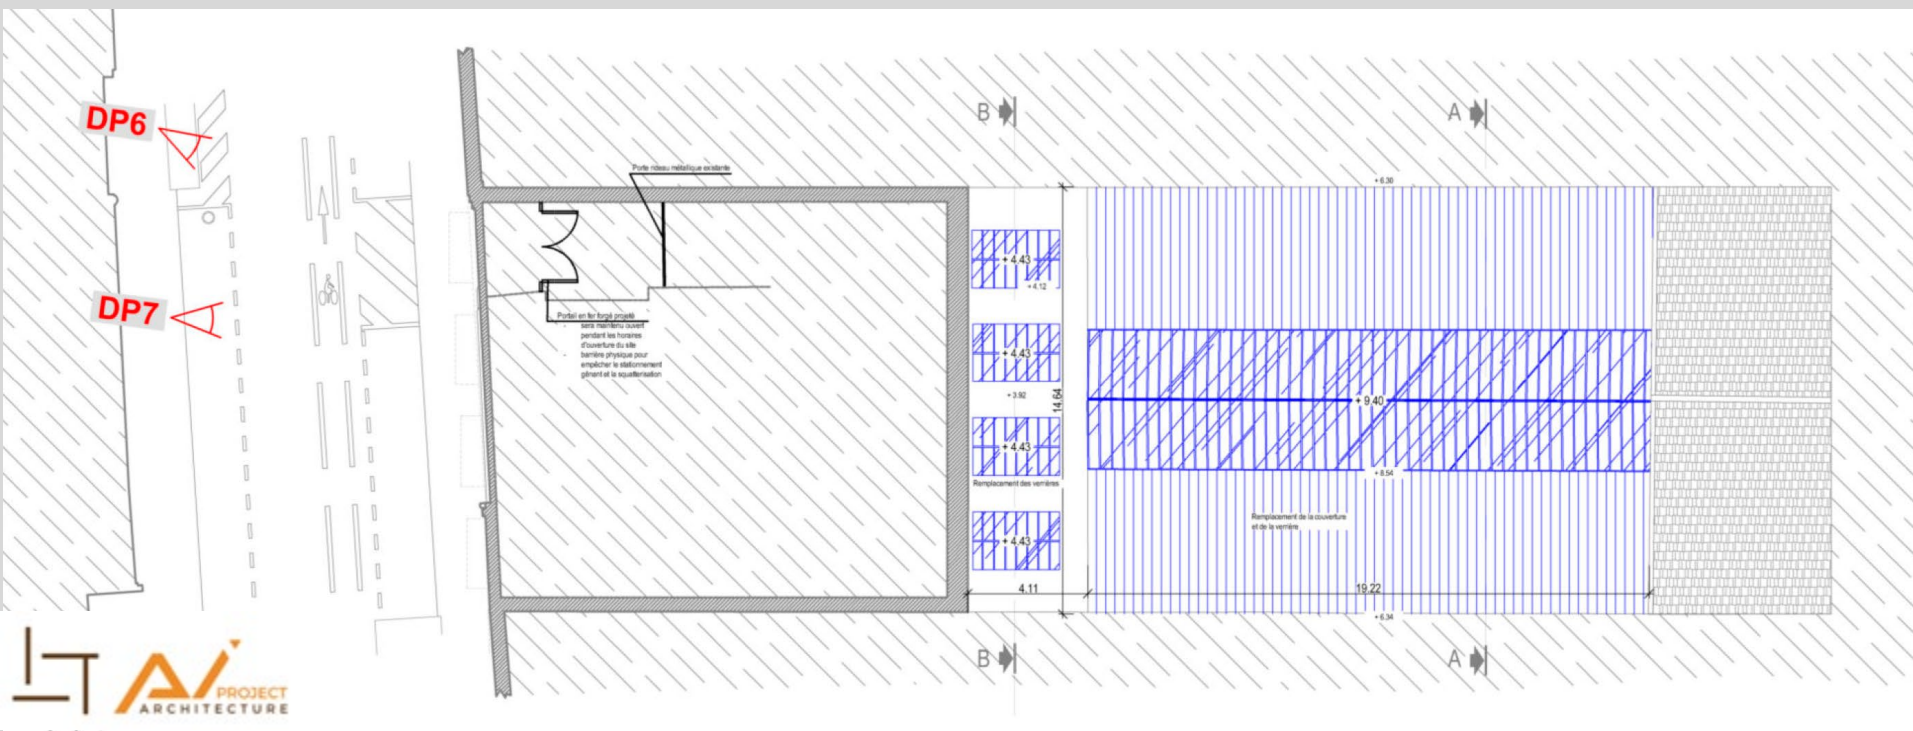 DP6
DP7
B
A
Porte rideau métallique existante
+ 6.30
+ 4.43
+ 4.12
Portail en fer forgé projeté
sera maintenu ouvert
pendant les horaires
d'ouverture du site
barrière physique pour
empêcher le stationnement
gênant et la squatterisation
+ 4.43
+ 3.92
14.64
+ 9.40
+ 4.43
+ 8.54
Remplacement des verrières
Remplacement de la couverture
et de la verrière
+ 4.43
4.11
19.22
+ 6.34
B
A
LT
AI
PROJECT
ARCHITECTURE